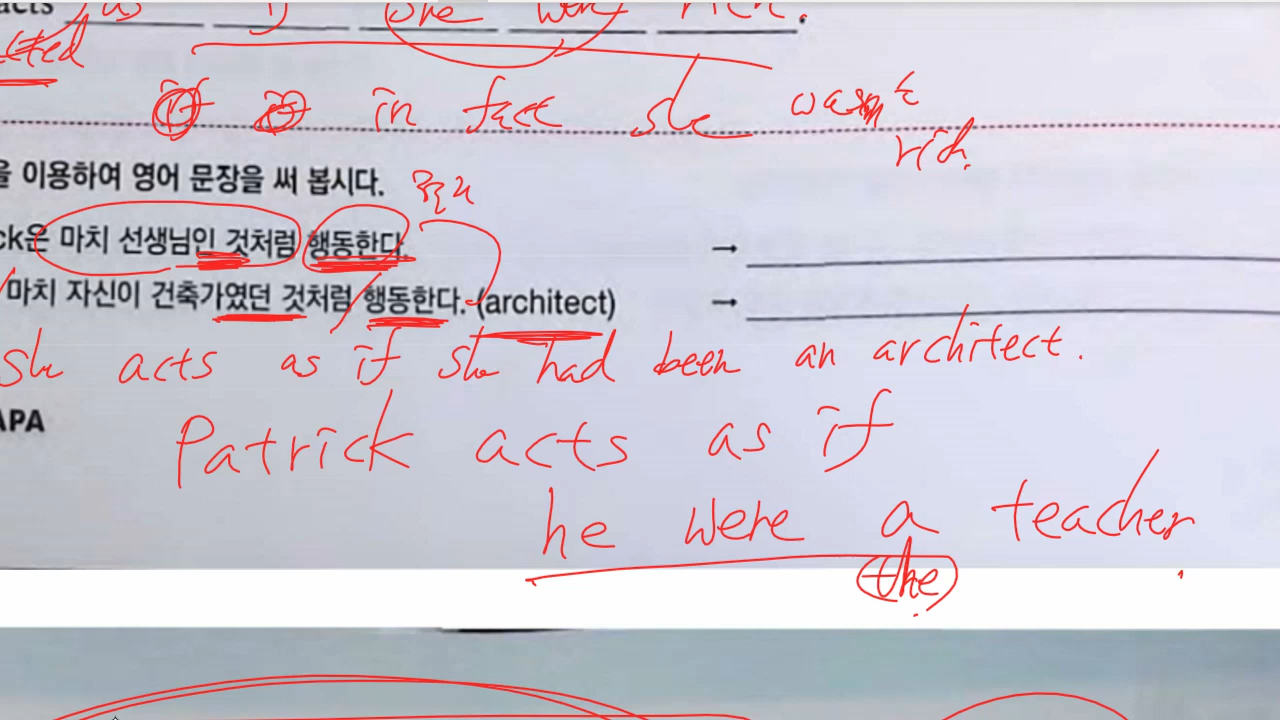 acts as if she were rich.
acted
in fact she wasn't
rich.
을 이용하여 영어 문장을 써 봅시다.
ck은 마치 선생님인 것처럼 행동한다. →
마치 자신이 건축가였던 것처럼 행동한다. (architect) →
she acts as if she had been an architect.
APA
Patrick acts as if
he were a teacher.
the